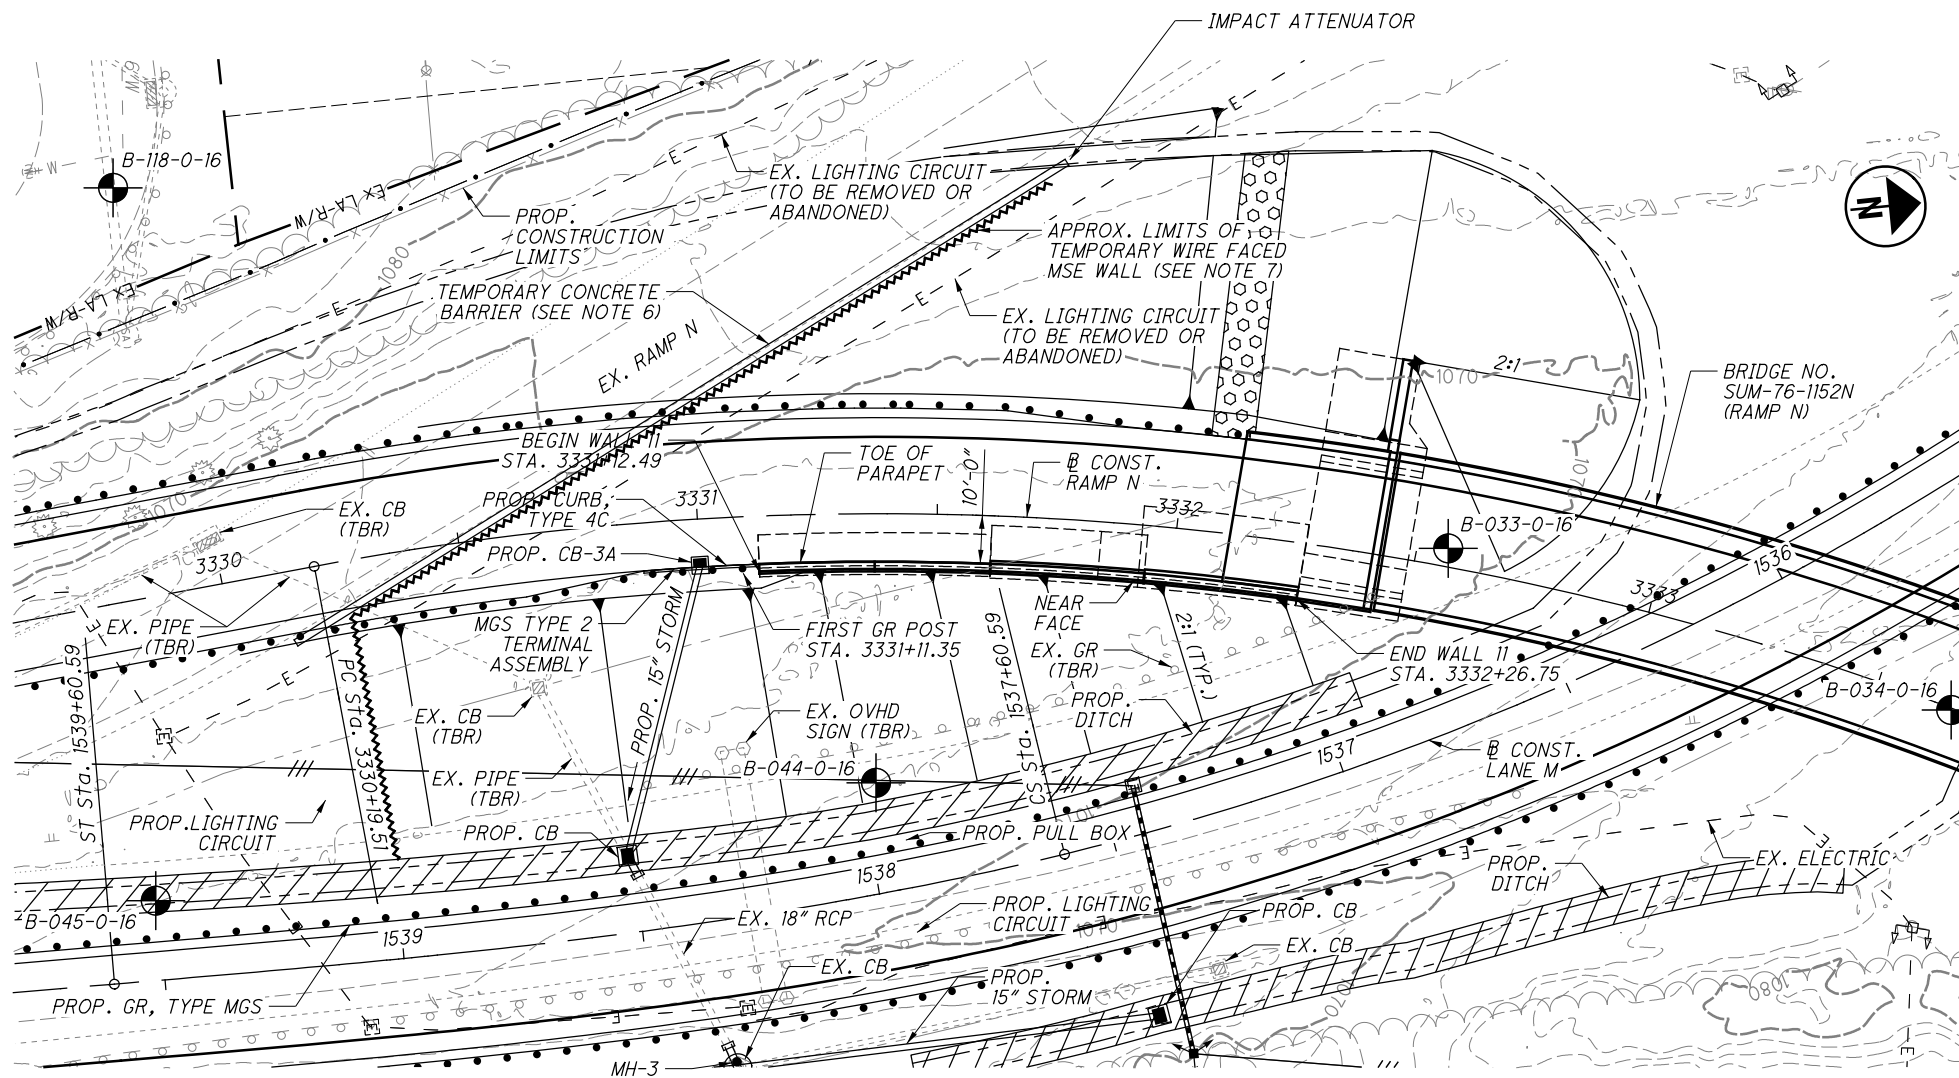 IMPACT ATTENUATOR
B-118-0-16
EX. LIGHTING CIRCUIT
(TO BE REMOVED OR
ABANDONED)
EX LA-R/W
PROP.
CONSTRUCTION
LIMITS
1080
APPROX. LIMITS OF
TEMPORARY WIRE FACED
MSE WALL (SEE NOTE 7)
N
EX LA-R/W
TEMPORARY CONCRETE
BARRIER (SEE NOTE 6)
EX. LIGHTING CIRCUIT
(TO BE REMOVED OR
ABANDONED)
EX. RAMP N
2:1
1070
BRIDGE NO.
SUM-76-1152N
(RAMP N)
BEGIN WALL 11
STA. 3331+12.49
TOE OF
PARAPET
10'-0"
B CONST.
RAMP N
1070
1070
EX. CB
(TBR)
PROP. CURB,
TYPE 4C
3331
3332
B-033-0-16
3330
PROP. CB-3A
1536
3333
EX. PIPE
(TBR)
MGS TYPE 2
TERMINAL
ASSEMBLY
PROP. 15" STORM
FIRST GR POST
STA. 3331+11.35
NEAR
FACE
EX. GR
(TBR)
2:1 (TYP.)
END WALL 11
STA. 3332+26.75
B-034-0-16
ST Sta. 1539+60.59
PC Sta. 3330+19.51
CS Sta. 1537+60.59
EX. CB
(TBR)
EX. OVHD
SIGN (TBR)
PROP.
DITCH
1537
B CONST.
LANE M
EX. PIPE
(TBR)
B-044-0-16
PROP.LIGHTING
CIRCUIT
PROP. CB
PROP. PULL BOX
1538
PROP.
DITCH
EX. ELECTRIC
B-045-0-16
1539
EX. 18" RCP
PROP. LIGHTING
CIRCUIT
1070
PROP. CB
EX. CB
EX. CB
PROP.
15" STORM
PROP. GR, TYPE MGS
1070
1080
MH-3